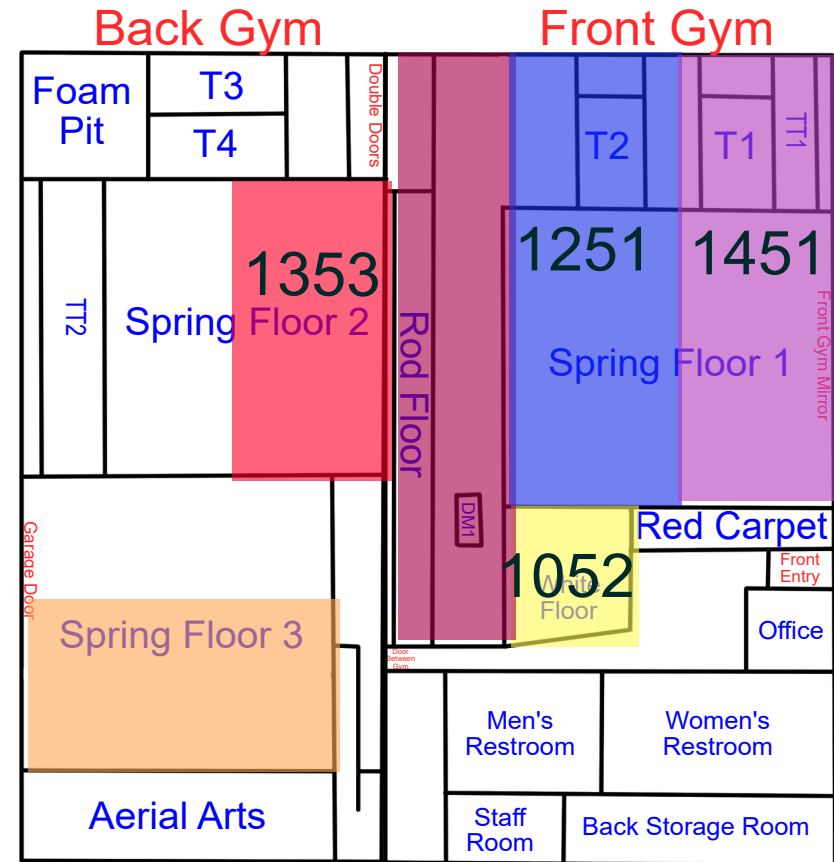 Back Gym
Front Gym
Foam
Pit
T3
T4
Double Doors
T2
T1
TT1
1353
1251
1451
TT2
Spring Floor 2
Rod Floor
Spring Floor 1
Front Gym Mirror
DM1
Red Carpet
Garage Door
1052
White
Floor
Front
Entry
Spring Floor 3
Office
Door
Between
Gym
Men's
Restroom
Women's
Restroom
Aerial Arts
Staff
Room
Back Storage Room